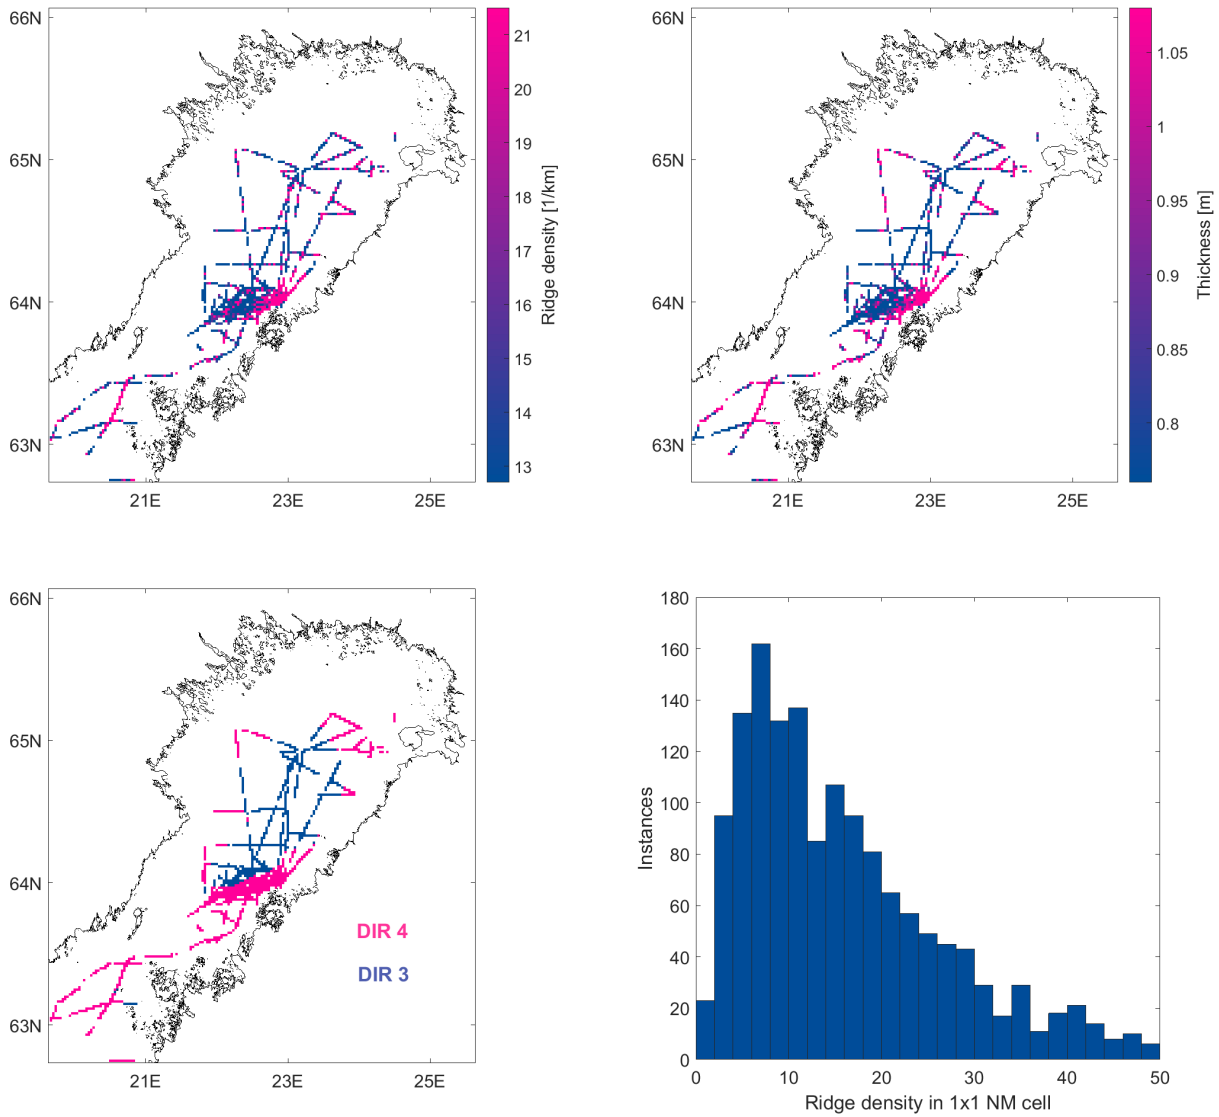 66N
65N
64N
63N
21E
23E
25E
21
20
19
18
17
16
15
14
13
Ridge density [1/km]
66N
65N
64N
63N
21E
23E
25E
1.05
1
0.95
0.9
0.85
0.8
Thickness [m]
66N
65N
64N
63N
21E
23E
25E
DIR 4
DIR 3
180
160
140
120
100
80
60
40
20
0
Instances
0
10
20
30
40
50
Ridge density in 1x1 NM cell